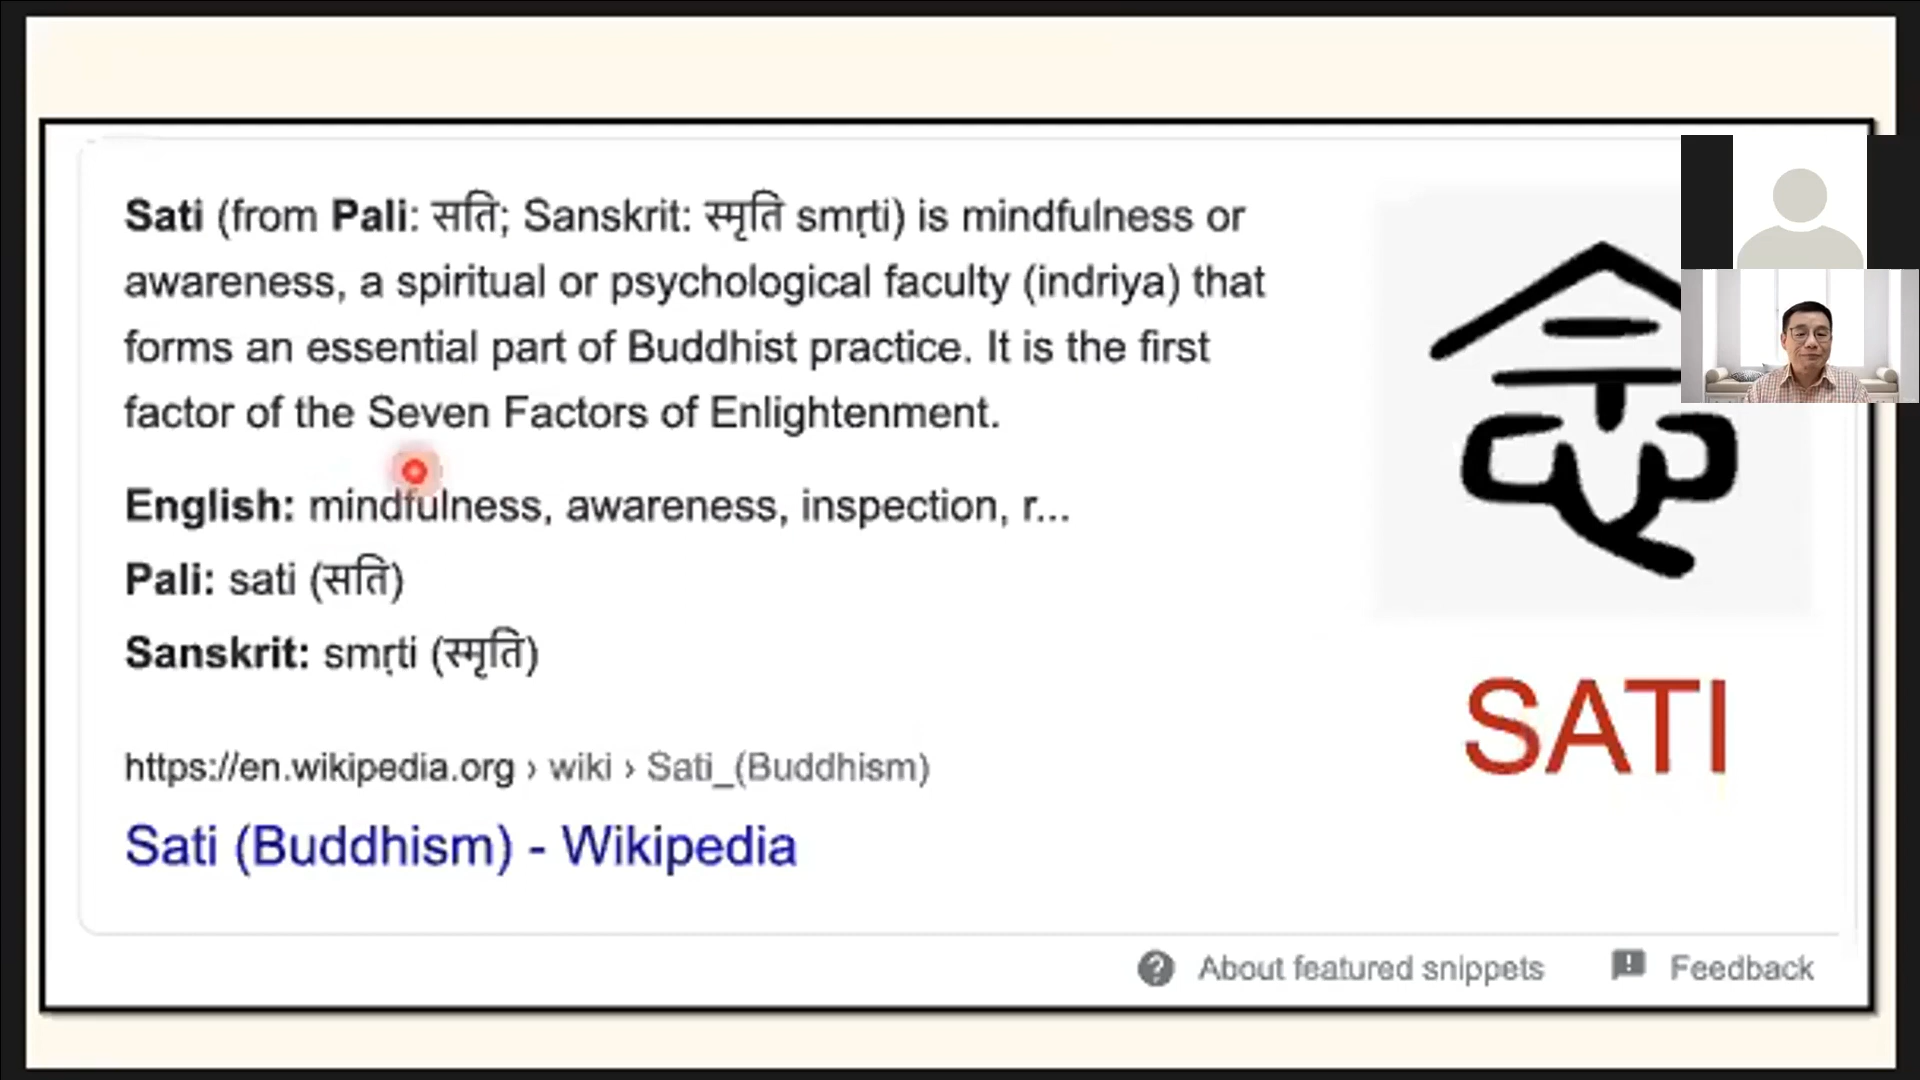 Sati (from Pali: सति; Sanskrit: स्मृति smṛti) is mindfulness or
awareness, a spiritual or psychological faculty (indriya) that
forms an essential part of Buddhist practice. It is the first
factor of the Seven Factors of Enlightenment.
English: mindfulness, awareness, inspection, r...
Pali: sati (सति)
Sanskrit: smṛti (स्मृति)
https://en.wikipedia.org › wiki › Sati_(Buddhism)
Sati (Buddhism) - Wikipedia
念
SATI
About featured snippets
Feedback